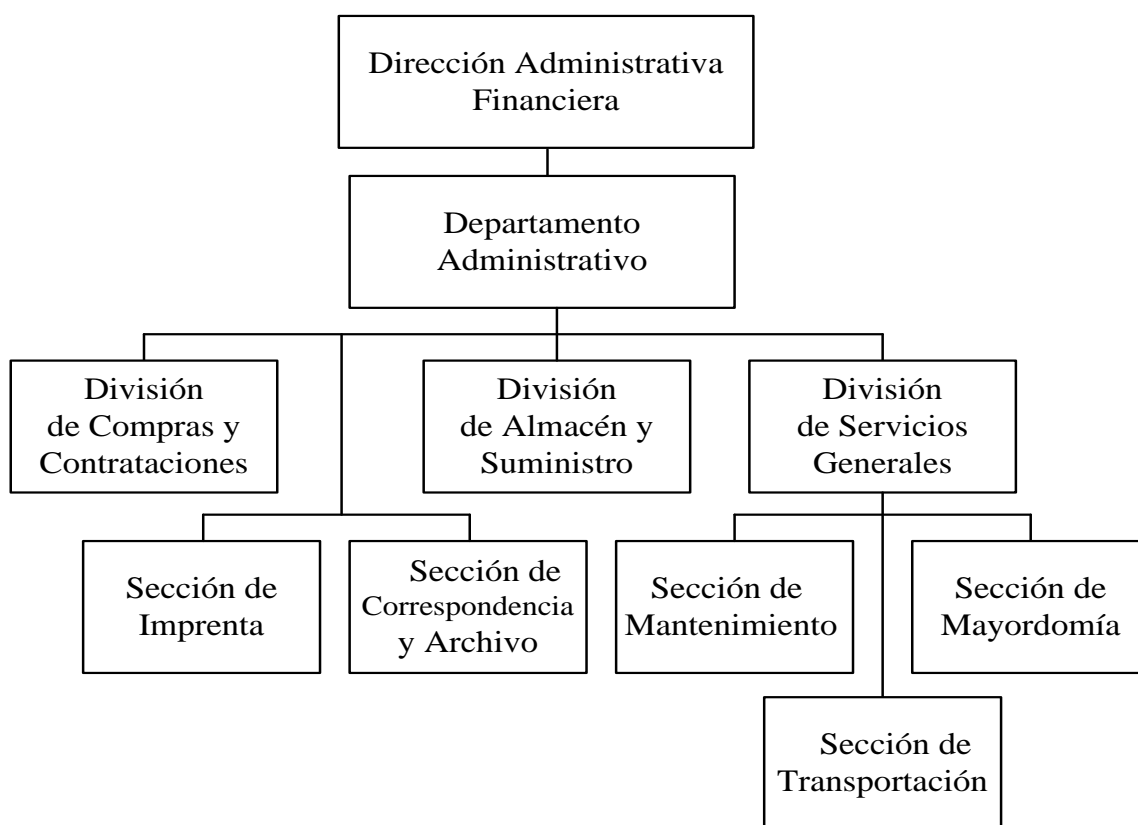 Dirección Administrativa
Financiera
Departamento
Administrativo
División
de Compras y
Contrataciones
División
de Almacén y
Suministro
División
de Servicios
Generales
Sección de
Imprenta
Sección de
Correspondencia
y Archivo
Sección de
Mantenimiento
Sección de
Mayordomía
Sección de
Transportación